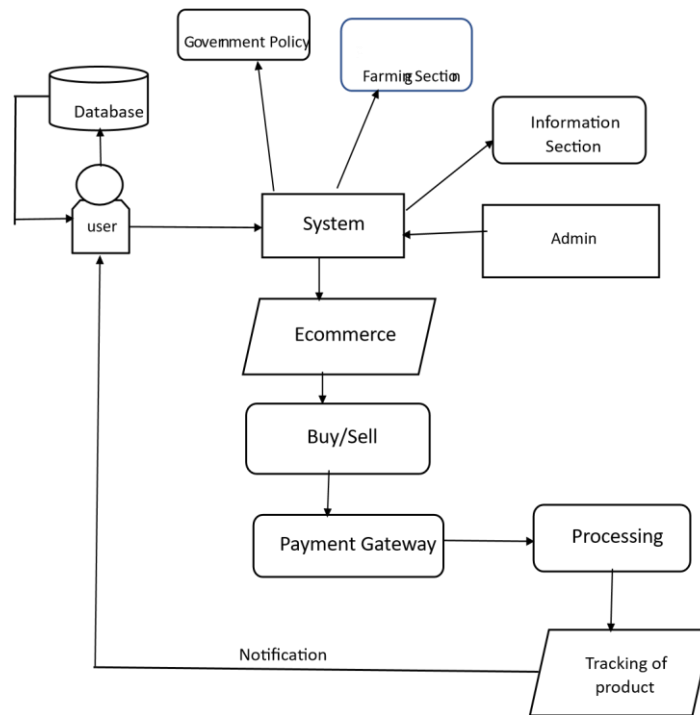 Government Policy
Farming Section
Database
Information
Section
user
System
Admin
Ecommerce
Buy/Sell
Payment Gateway
Processing
Notification
Tracking of
product